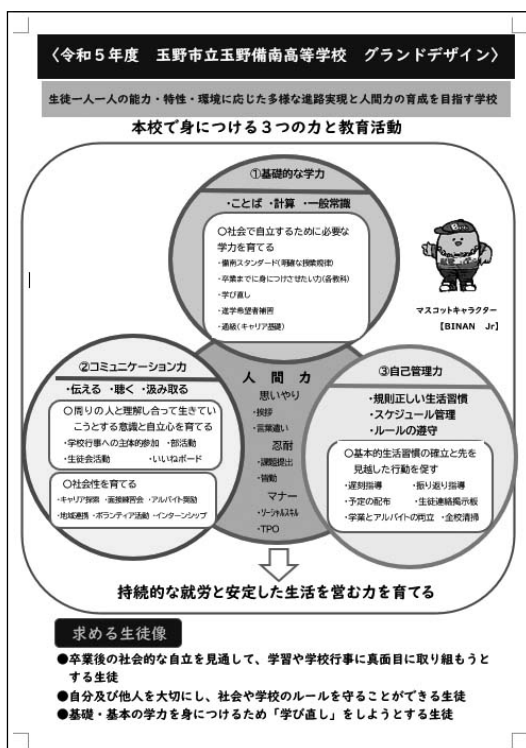 〈令和5年度　玉野市立玉野備南高等学校　グランドデザイン〉
生徒一人一人の能力・特性・環境に応じた多様な進路実現と人間力の育成を目指す学校
本校で身につける3つの力と教育活動
①基礎的な学力
・ことば ・計算 ・一般常識
〇社会で自立するために必要な
学力を育てる
・備南スタンダード(明確な授業規律)
・卒業までに身につけさせたい力(各教科)
・学び直し
・進学希望者補習
・通級(キャリア基礎)
マスコットキャラクター
【BINAN　Jr】
②コミュニケーション力
・伝える ・聴く ・汲み取る
〇周りの人と理解し合って生きてい
こうとする意識と自立心を育てる
・学校行事への主体的参加 ・部活動
・生徒会活動　・いいねボード
〇社会性を育てる
・キャリア探索 ・面接練習会 ・アルバイト奨励
・地域連携 ・ボランティア活動 ・インターンシップ
人　間　力
思いやり
・挨拶
・言葉遣い
忍耐
・課題提出
・皆勤
マナー
・ソーシャルスキル
・TPO
③自己管理力
・規則正しい生活習慣
・スケジュール管理
・ルールの遵守
〇基本的生活習慣の確立と先を
見越した行動を促す
・遅刻指導　・振り返り指導
・予定の配布　・生徒連絡掲示板
・学業とアルバイトの両立 ・全校清掃
持続的な就労と安定した生活を営む力を育てる
求める生徒像
●卒業後の社会的な自立を見通して、学習や学校行事に真面目に取り組もうと
する生徒
●自分及び他人を大切にし、社会や学校のルールを守ることができる生徒
●基礎・基本の学力を身につけるため「学び直し」をしようとする生徒